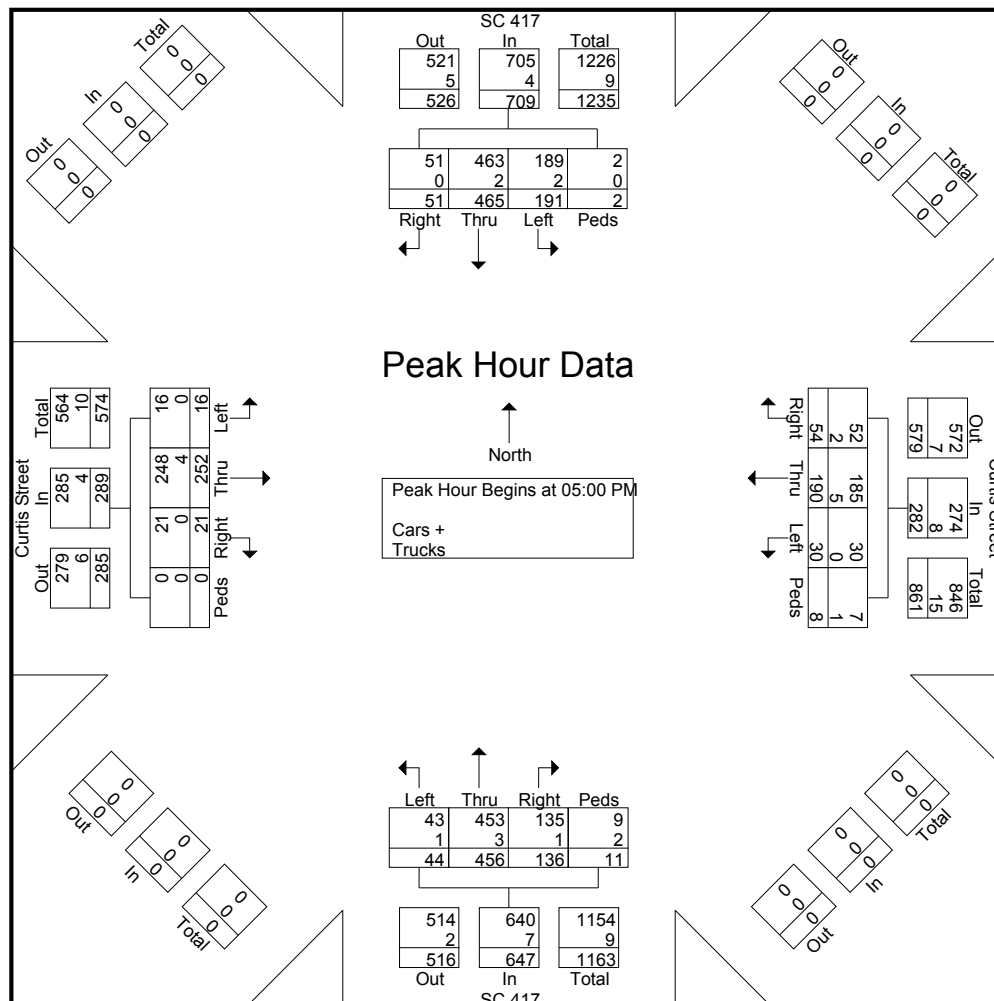 SC 417
Out In Total
521 705 1226
5 4 9
526 709 1235
51 463 189 2
0 2 2 0
51 465 191 2
Right Thru Left Peds
Total
0
0
0
In
0
0
0
Out
0
0
0
Out
0
0
0
In
0
0
0
Total
0
0
0
Peak Hour Data
North
Peak Hour Begins at 05:00 PM
Cars +
Trucks
Curtis Street
Out In Total
279 285 564
6 4 10
285 289 574
0 21 248 16
0 0 4 0
0 21 252 16
Peds Right Thru Left
Curtis Street
Out In Total
572 274 846
7 8 15
579 282 861
52 185 30 7
2 5 0 1
54 190 30 8
Right Thru Left Peds
Left Thru Right Peds
43 453 135 9
1 3 1 2
44 456 136 11
514 640 1154
2 7 9
516 647 1163
Out In Total
SC 417
0
0
0
Out
0
0
0
In
0
0
0
Total
0
0
0
Total
0
0
0
In
0
0
0
Out